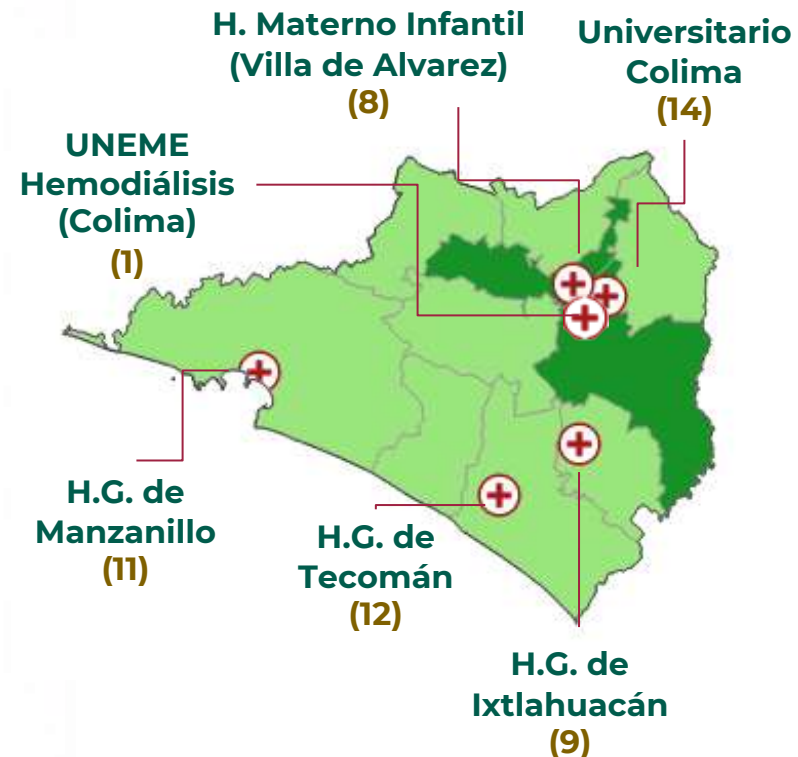 H. Materno Infantil
(Villa de Alvarez)
(8)
Universitario
Colima
(14)
UNEME
Hemodiálisis
(Colima)
(1)
H.G. de
Manzanillo
(11)
H.G. de
Tecomán
(12)
H.G. de
Ixtlahuacán
(9)